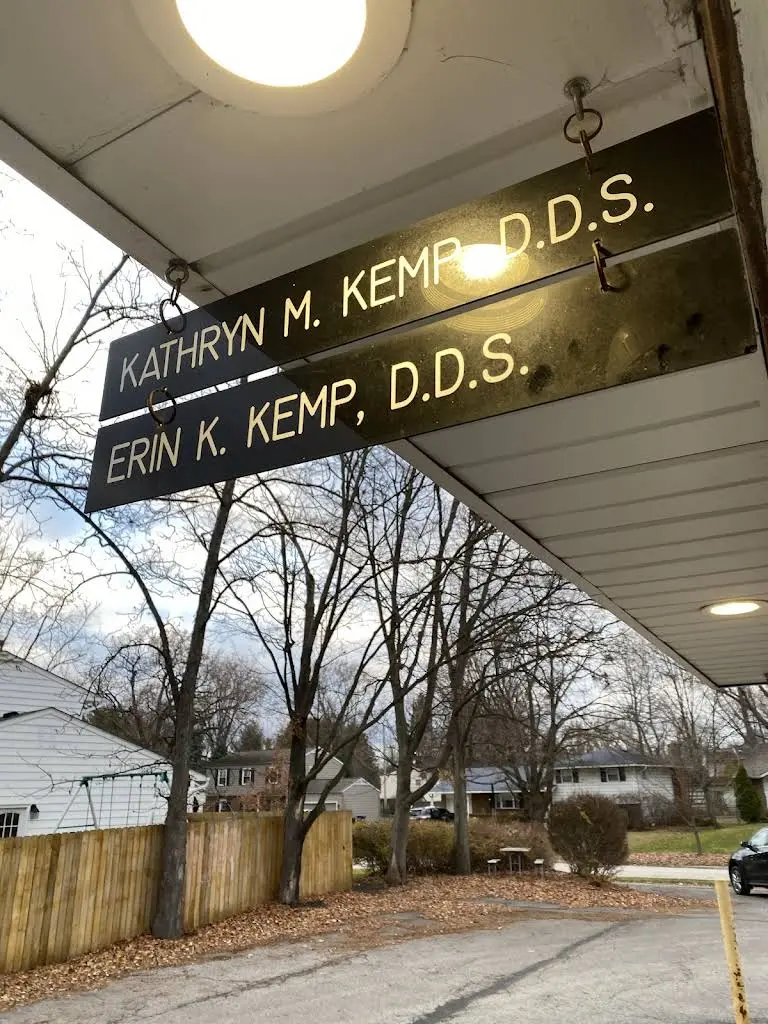 KATHRYN M. KEMP, D.D.S.
ERIN K. KEMP, D.D.S.